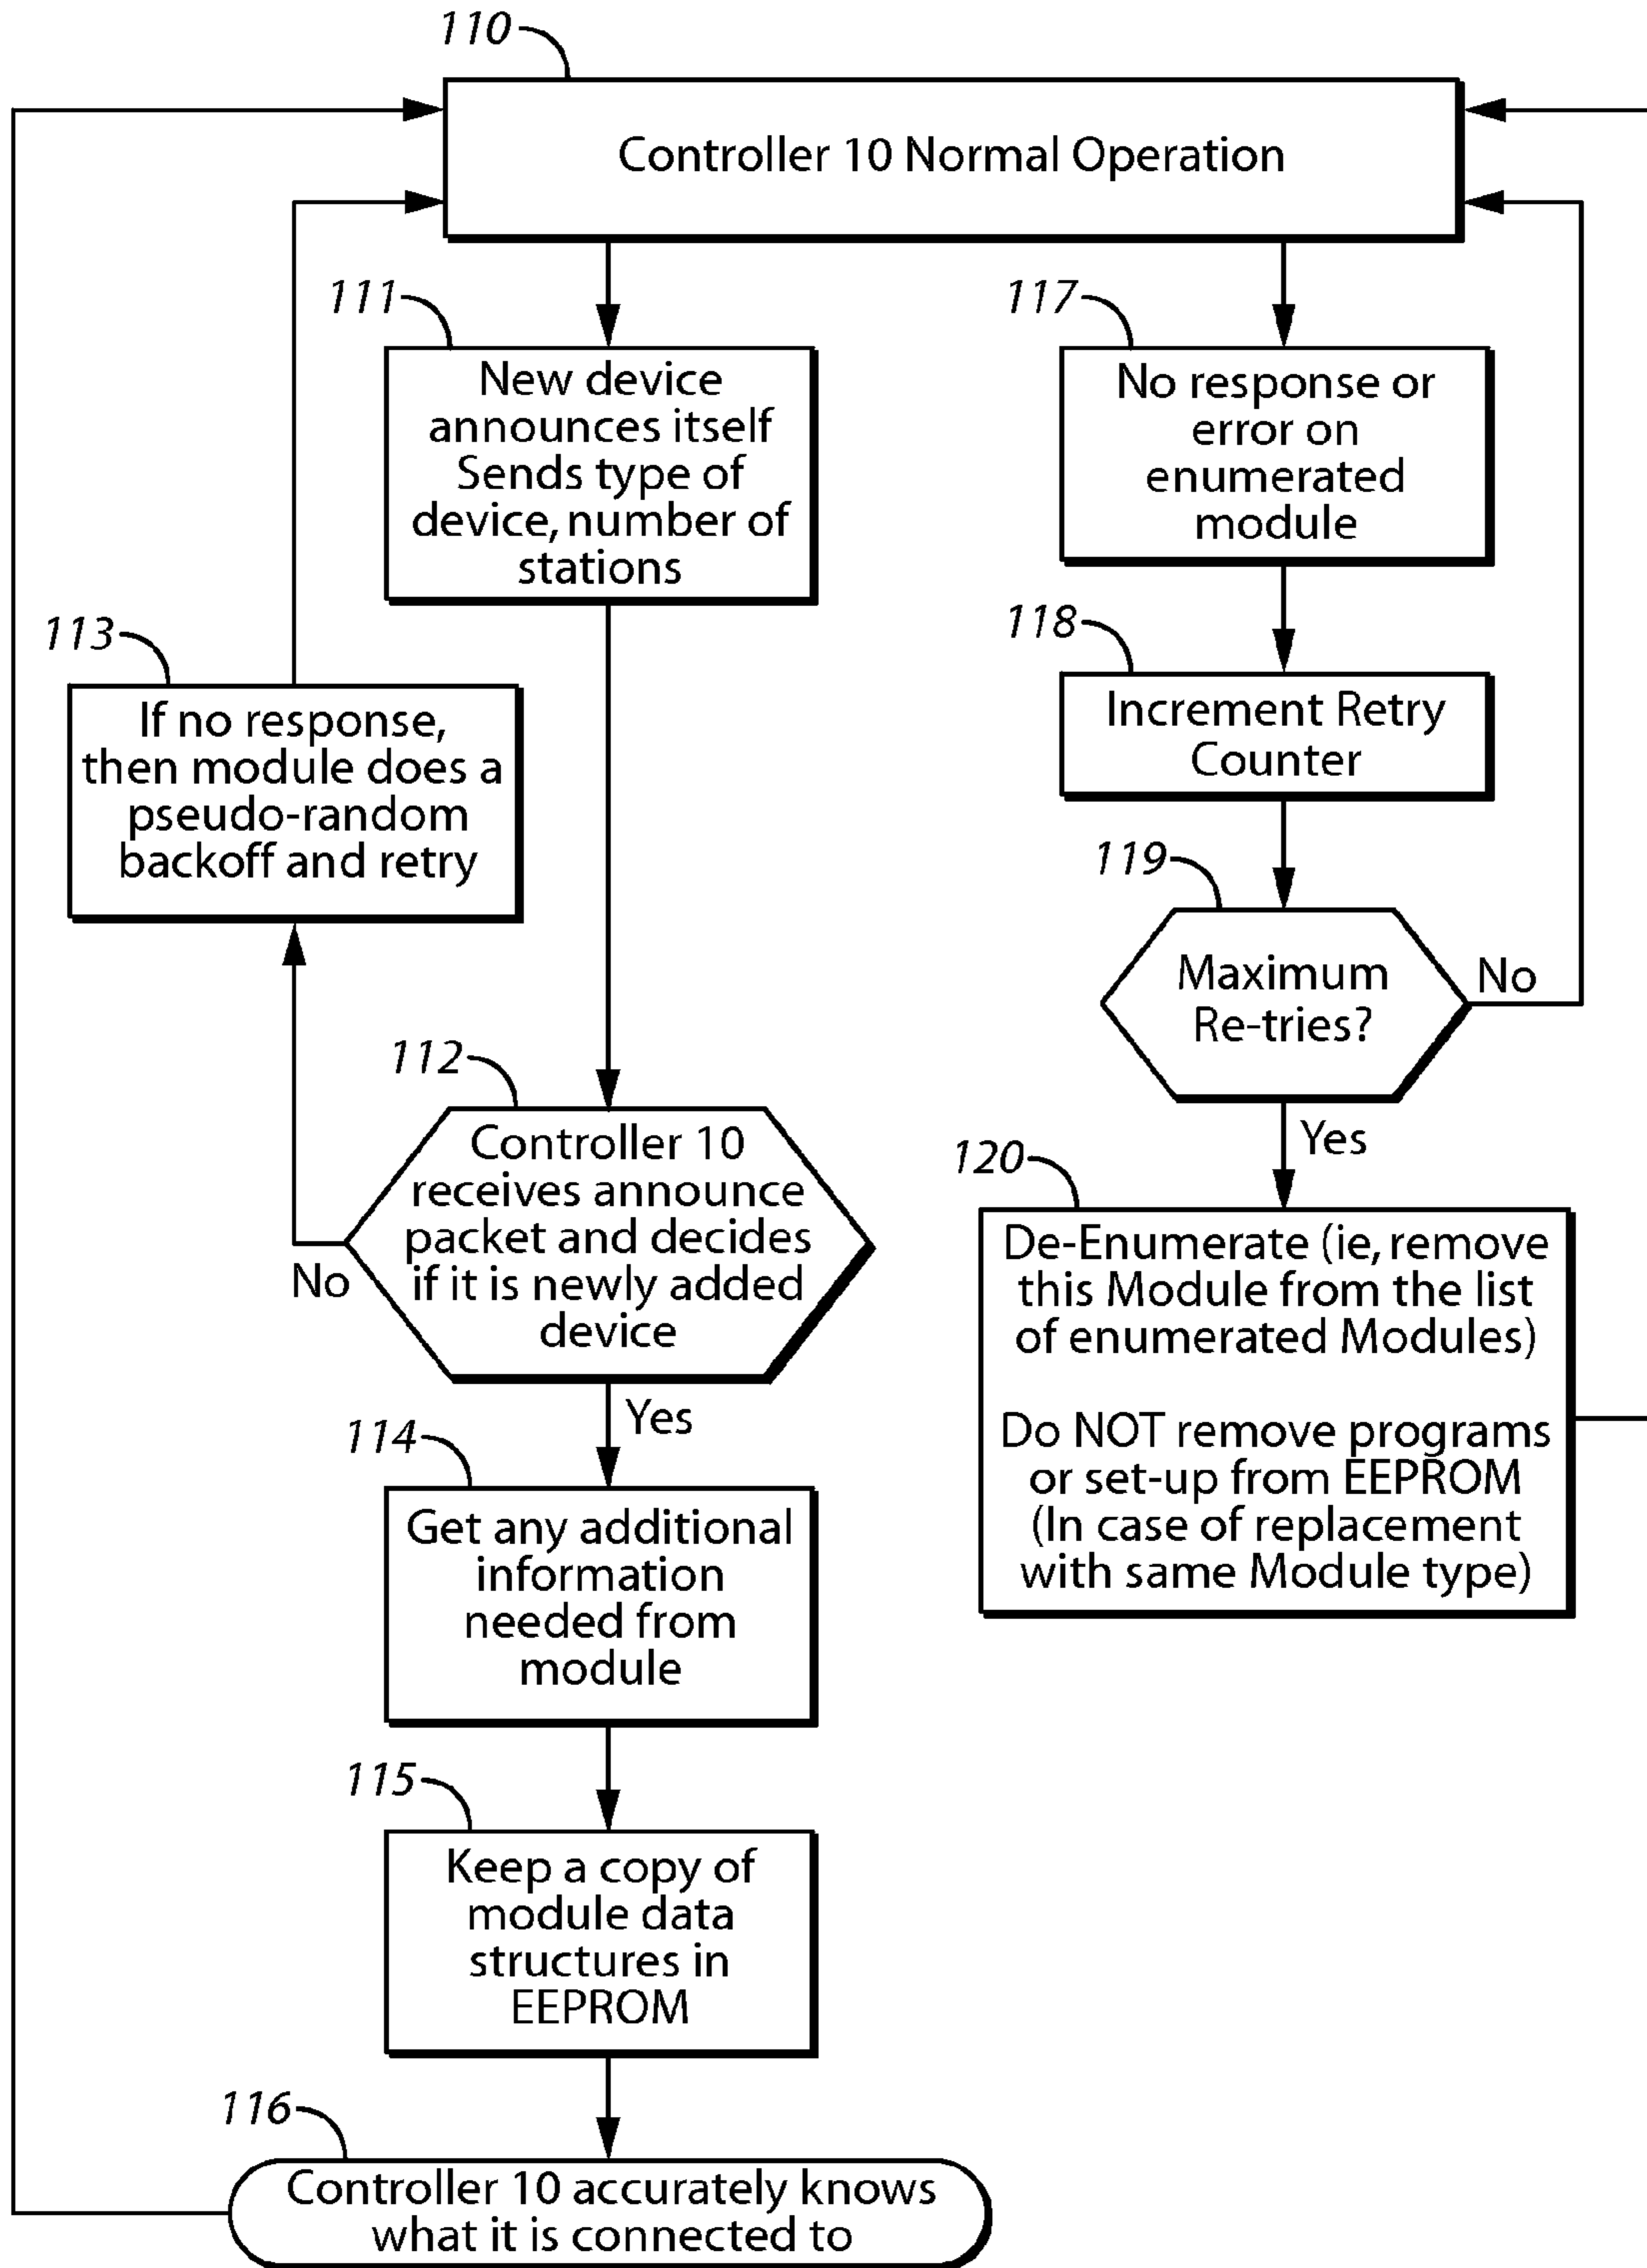 110
Controller 10 Normal Operation
111
New device
announces itself
Sends type of
device, number of
stations
117
No response or
error on
enumerated
module
113
If no response,
then module does a
pseudo-random
backoff and retry
118
Increment Retry
Counter
119
Maximum
Re-tries?
No
Yes
112
Controller 10
receives announce
packet and decides
if it is newly added
device
No
Yes
120
De-Enumerate (ie, remove
this Module from the list
of enumerated Modules)
Do NOT remove programs
or set-up from EEPROM
(In case of replacement
with same Module type)
114
Get any additional
information
needed from
module
115
Keep a copy of
module data
structures in
EEPROM
116
Controller 10 accurately knows
what it is connected to